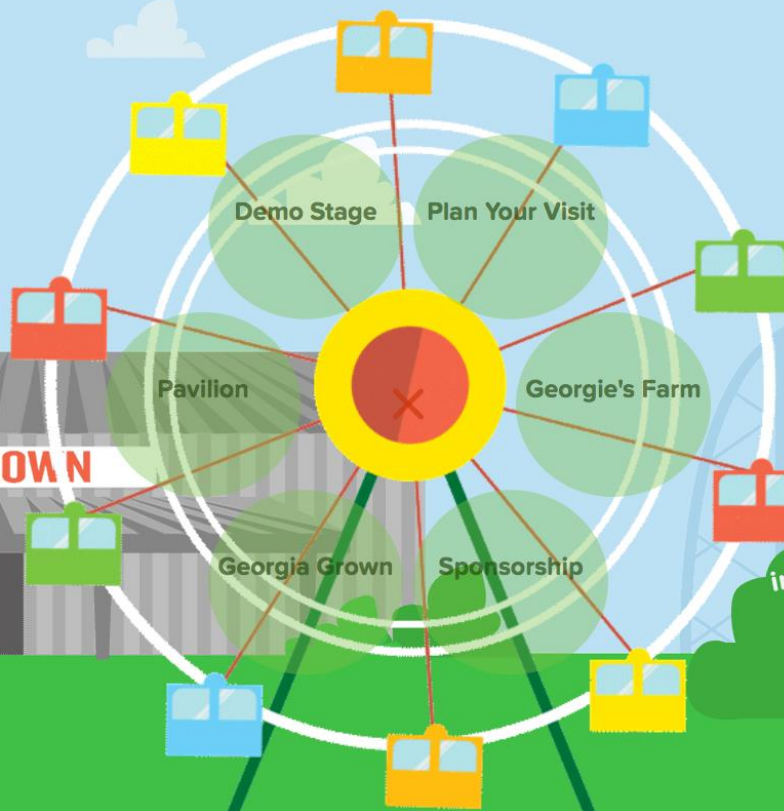 Demo Stage
Plan Your Visit
Pavilion
Georgie's Farm
OWN
Georgia Grown
Sponsorship